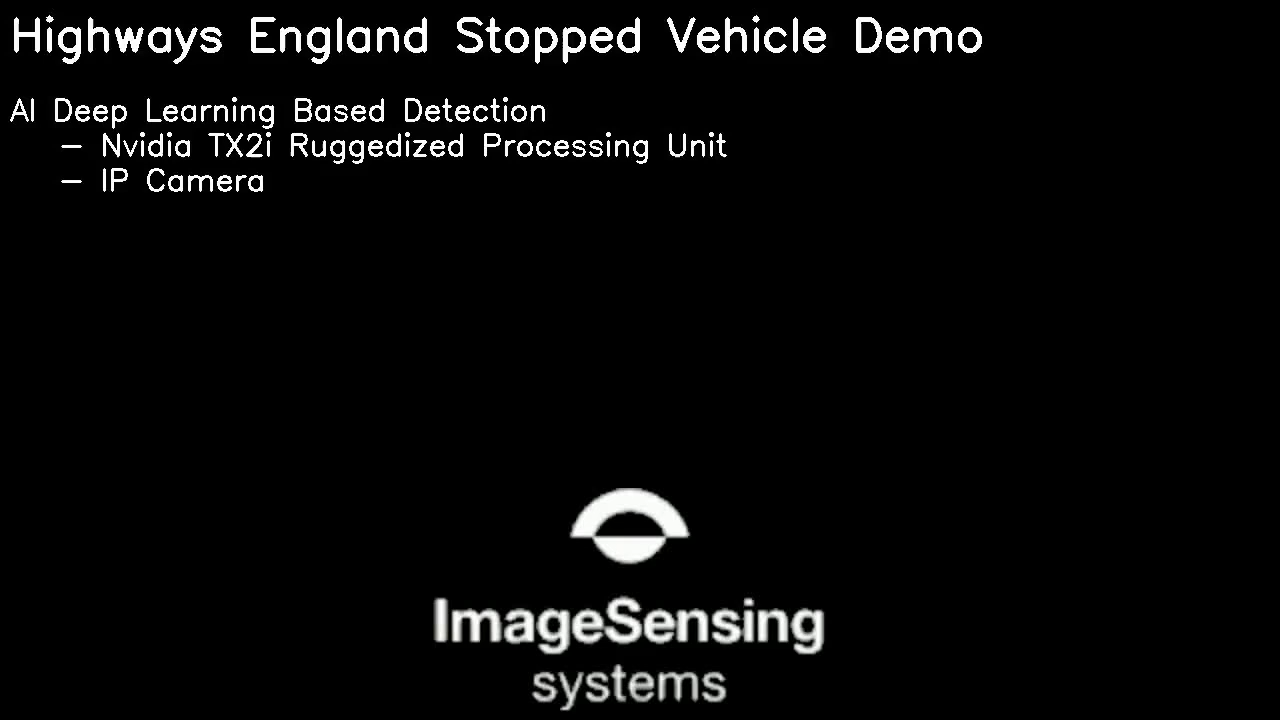 Highways England Stopped Vehicle Demo
AI Deep Learning Based Detection
– Nvidia TX2i Ruggedized Processing Unit
– IP Camera
ImageSensing
systems